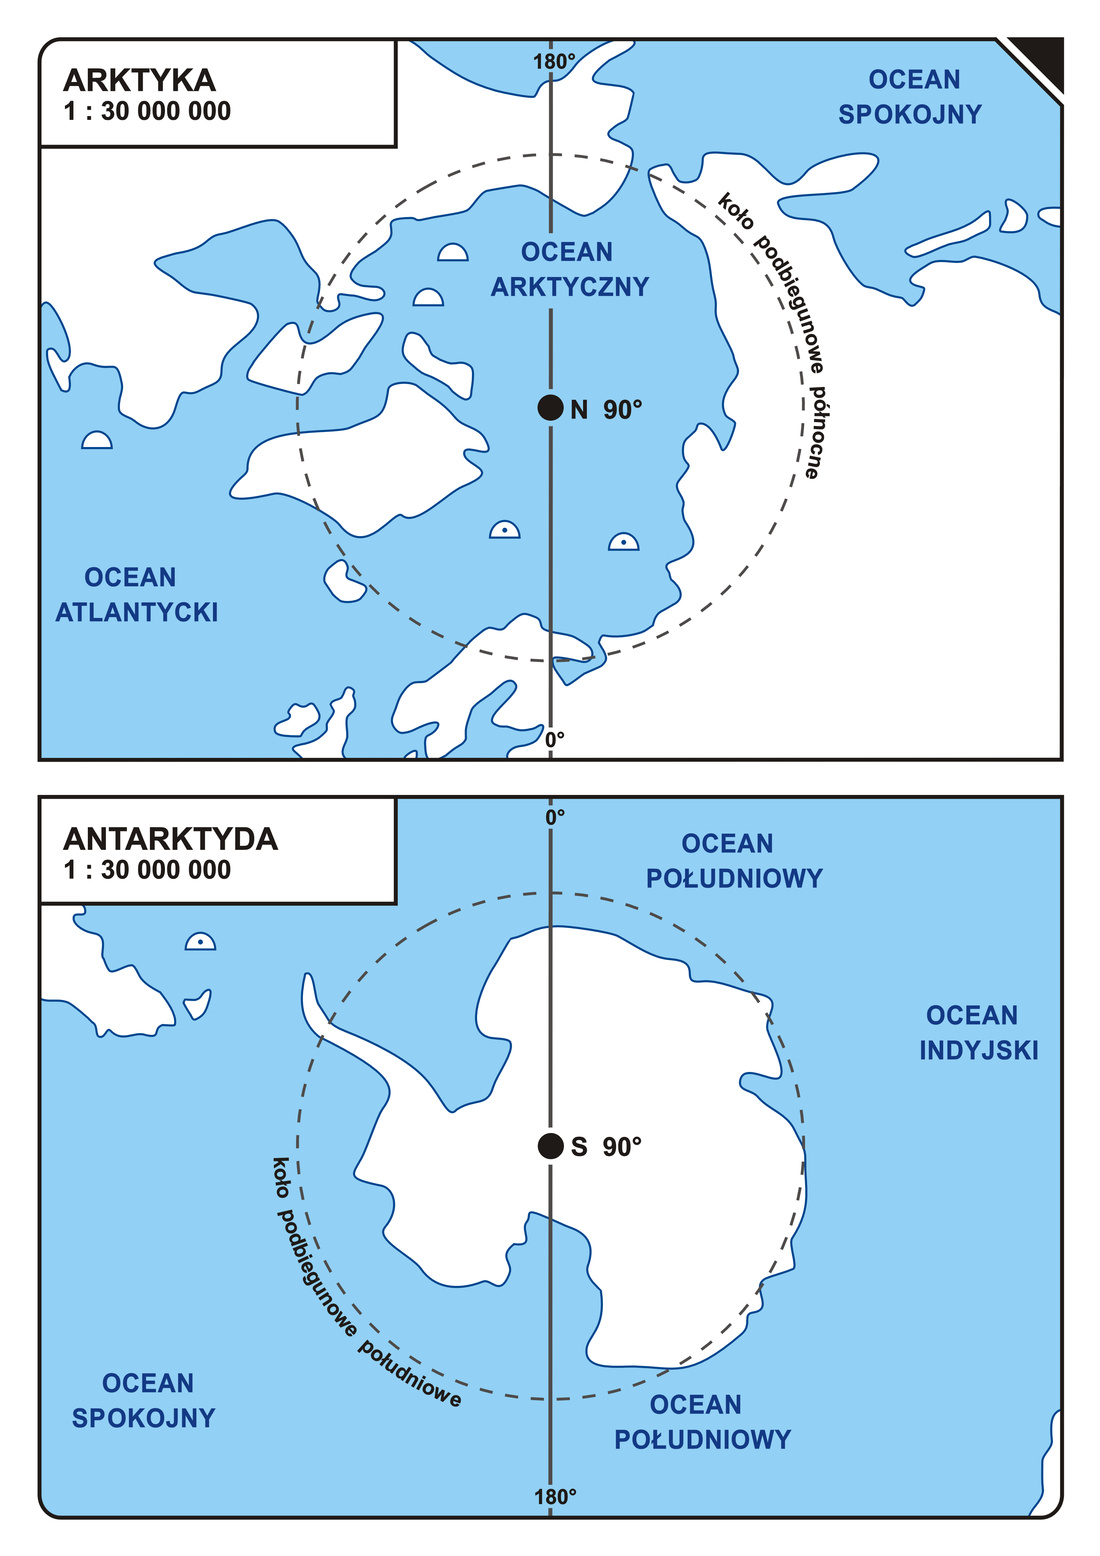 ARKTYKA
1 : 30 000 000
180°
OCEAN
SPOKOJNY
koło podbiegunowe północne
OCEAN
ARKTYCZNY
N 90°
OCEAN
ATLANTYCKI
0°
ANTARKTYDA
1 : 30 000 000
0°
OCEAN
POŁUDNIOWY
OCEAN
INDYJSKI
S 90°
koło podbiegunowe południowe
OCEAN
SPOKOJNY
OCEAN
POŁUDNIOWY
180°